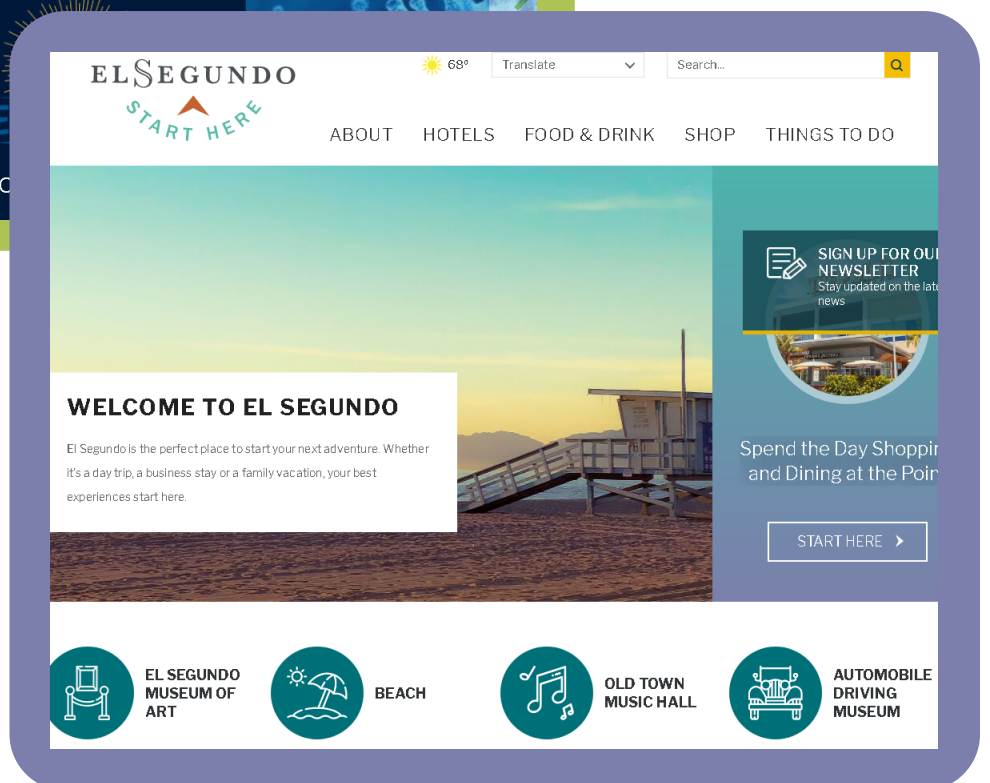 EL SEGUNDO
START HERE
68°
Translate
Search...
ABOUT HOTELS FOOD & DRINK SHOP THINGS TO DO
SIGN UP FOR OUR
NEWSLETTER
Stay updated on the late
news
WELCOME TO EL SEGUNDO
El Segundo is the perfect place to start your next adventure. Whether
it's a day trip, a business stay or a family vacation, your best
experiences start here.
Spend the Day Shoppin
and Dining at the Poin
START HERE
EL SEGUNDO
MUSEUM OF
ART
BEACH
OLD TOWN
MUSIC HALL
AUTOMOBILE
DRIVING
MUSEUM